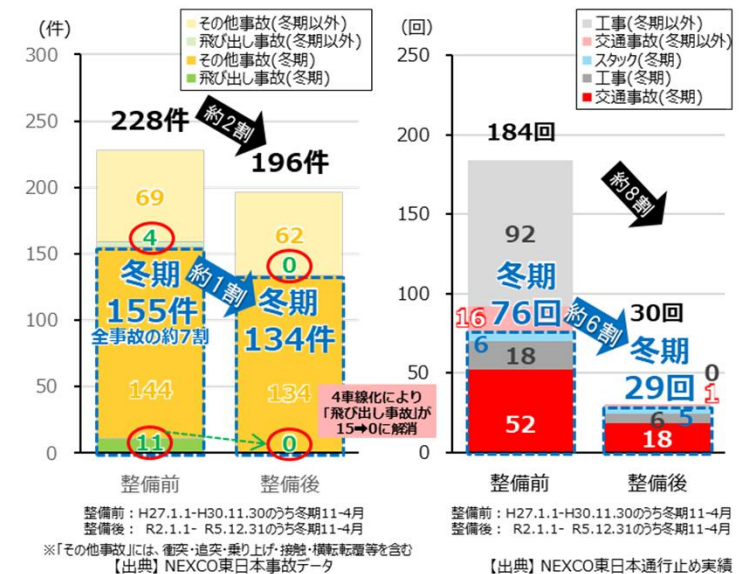 (件)
その他事故(冬期以外)
飛び出し事故(冬期以外)
その他事故(冬期)
飛び出し事故(冬期)
300
250
200
150
100
50
0
228件
約2割
196件
69
4
62
0
冬期
155件
全事故の約7割
約1割
冬期
134件
144
134
11
0
4車線化により
「飛び出し事故」が
15➡0に解消
整備前
整備後
整備前：H27.1.1-H30.11.30のうち冬期11-4月
整備後： R2.1.1- R5.12.31のうち冬期11-4月
※「その他事故」には、衝突・追突・乗り上げ・接触・横転転覆等を含む
【出典】NEXCO東日本事故データ
(回)
工事(冬期以外)
交通事故(冬期以外)
スタック(冬期)
工事(冬期)
交通事故(冬期)
250
200
150
100
50
0
184回
約8割
92
冬期
76回
16
6
18
52
約6割
30回
冬期
29回
0
1
6
5
18
整備前
整備後
整備前：H27.1.1-H30.11.30のうち冬期11-4月
整備後： R2.1.1- R5.12.31のうち冬期11-4月
【出典】NEXCO東日本通行止め実績